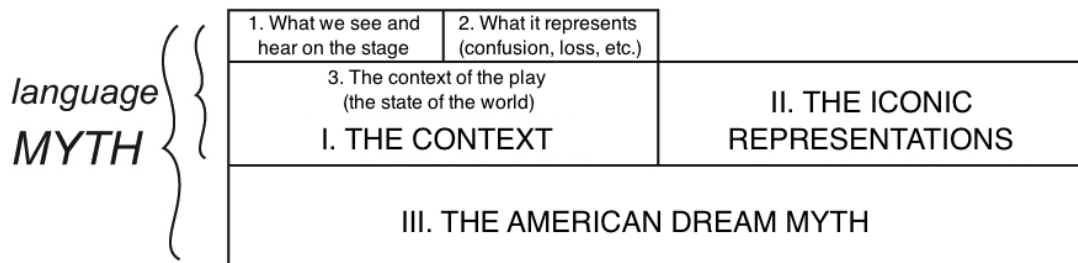 1. What we see and
hear on the stage
2. What it represents
(confusion, loss, etc.)
language
MYTH
3. The context of the play
(the state of the world)
I. THE CONTEXT
II. THE ICONIC
REPRESENTATIONS
III. THE AMERICAN DREAM MYTH